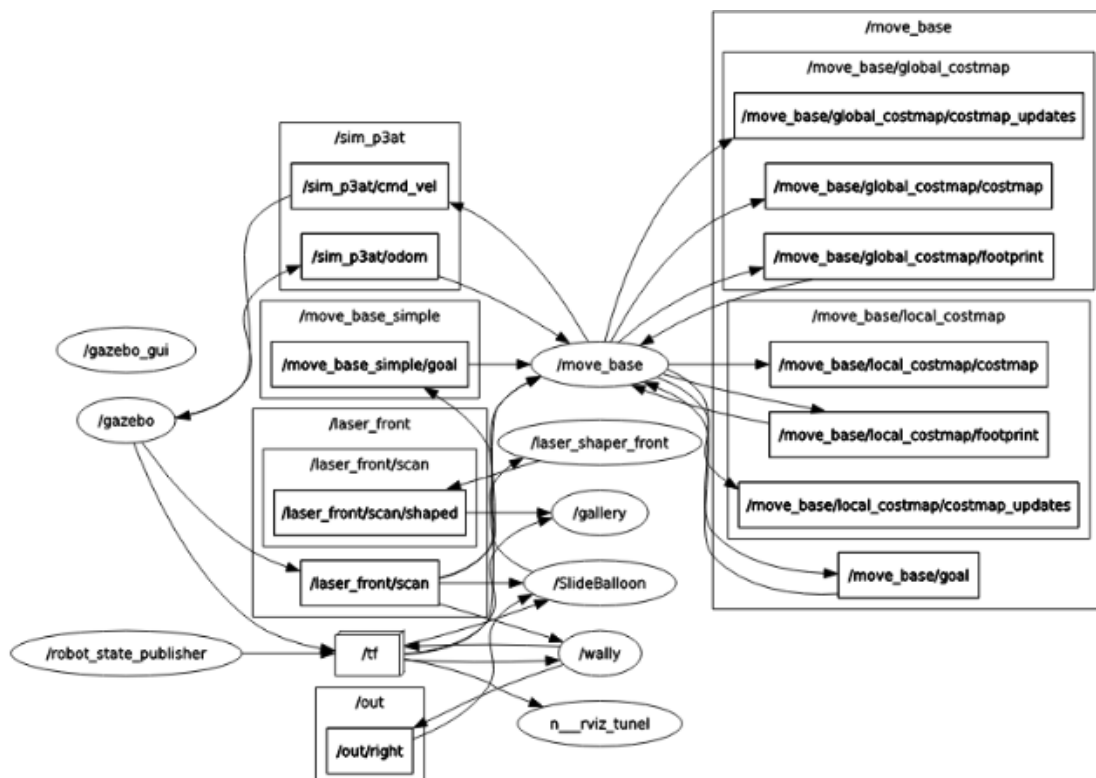 /move_base
/move_base/global_costmap
/move_base/global_costmap/costmap_updates
/move_base/global_costmap/costmap
/move_base/global_costmap/footprint
/sim_p3at
/sim_p3at/cmd_vel
/sim_p3at/odom
/move_base_simple
/move_base_simple/goal
/move_base
/move_base/local_costmap
/move_base/local_costmap/costmap
/move_base/local_costmap/footprint
/move_base/local_costmap/costmap_updates
/move_base/goal
/gazebo_gui
/gazebo
/laser_front
/laser_front/scan
/laser_front/scan/shaped
/laser_front/scan
/laser_shaper_front
/gallery
/SlideBalloon
/robot_state_publisher
/tf
/wally
/out
/out/right
n__rviz_tunel